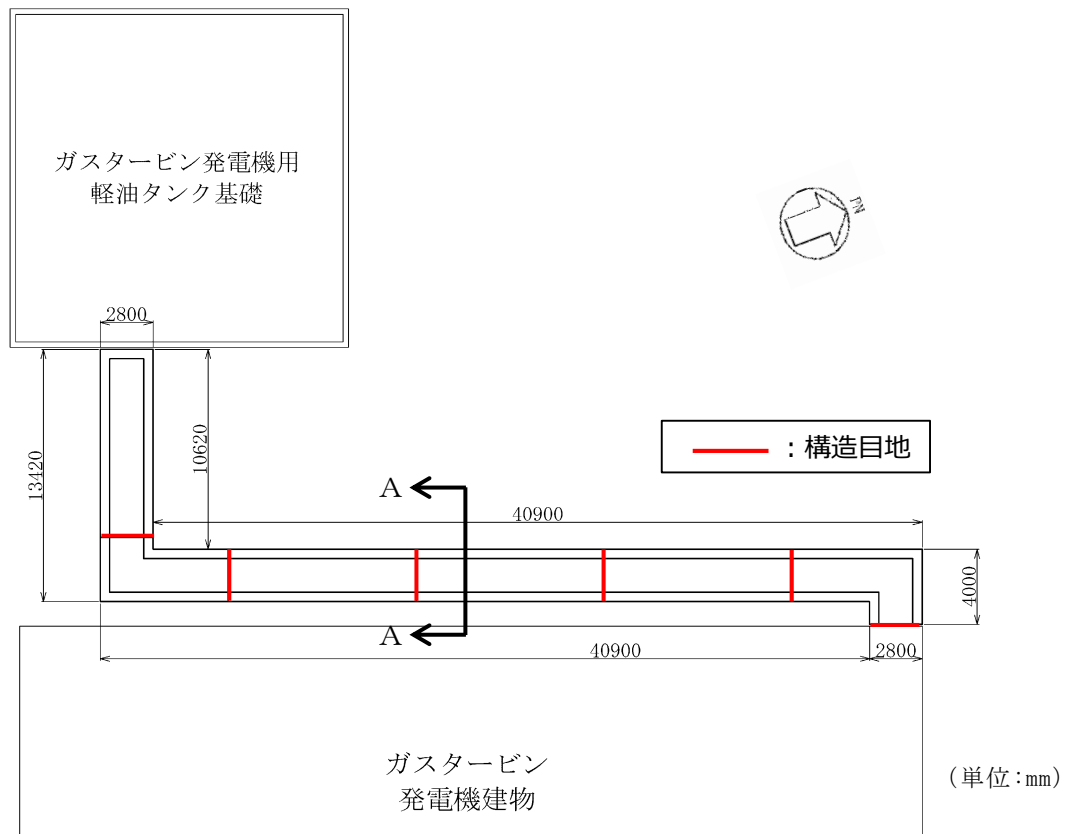 ガスタービン発電機用
軽油タンク基礎
PN
2800
13420
10620
：構造目地
A
40900
4000
A
40900
2800
ガスタービン
発電機建物
(単位:mm)